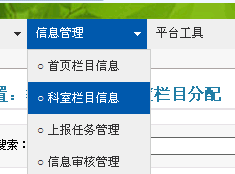 信息管理 平台工具
○ 首页栏目信息
○ 科室栏目信息
置： 栏目分配
○ 上报任务管理
搜索：
○ 信息审核管理